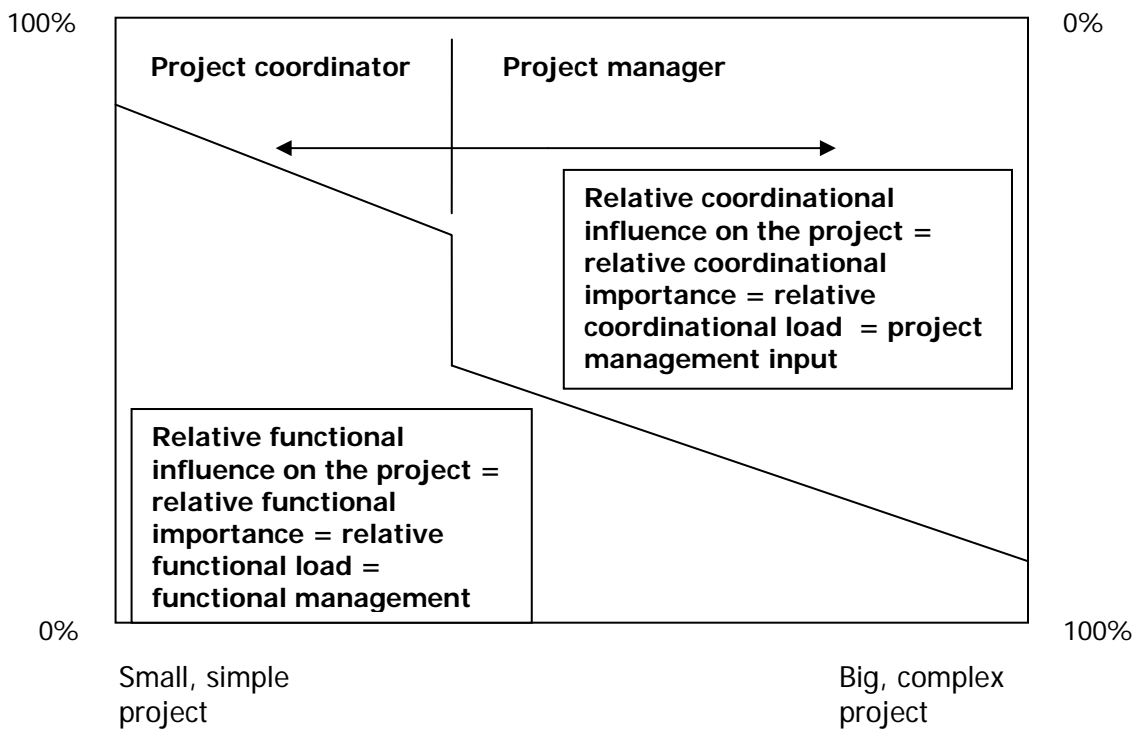 100%
0%
Project coordinator
Project manager
Relative coordinational
influence on the project =
relative coordinational
importance = relative
coordinational load = project
management input
Relative functional
influence on the project =
relative functional
importance = relative
functional load =
functional management
0%
100%
Small, simple
project
Big, complex
project